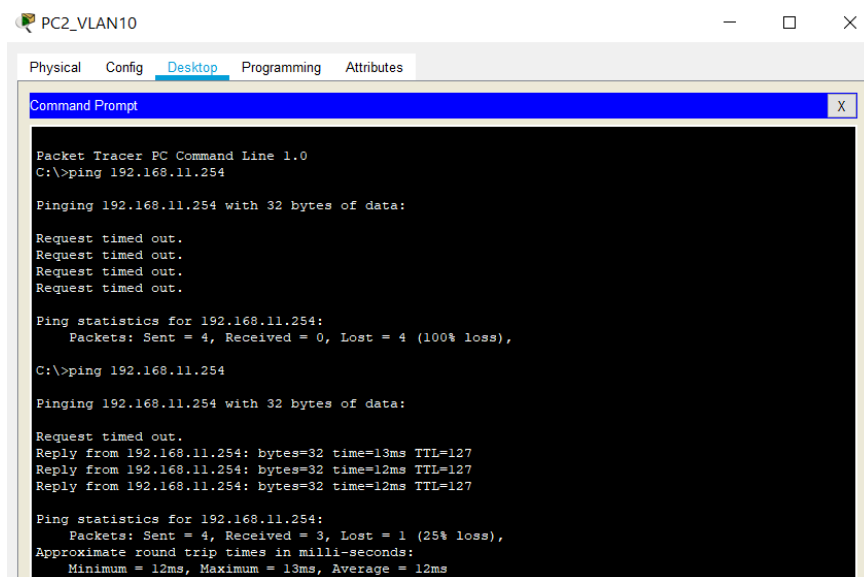 PC2_VLAN10
Physical Config Desktop Programming Attributes
Command Prompt X
Packet Tracer PC Command Line 1.0
C:\>ping 192.168.11.254
Pinging 192.168.11.254 with 32 bytes of data:
Request timed out.
Request timed out.
Request timed out.
Request timed out.
Ping statistics for 192.168.11.254:
Packets: Sent = 4, Received = 0, Lost = 4 (100% loss),
C:\>ping 192.168.11.254
Pinging 192.168.11.254 with 32 bytes of data:
Request timed out.
Reply from 192.168.11.254: bytes=32 time=13ms TTL=127
Reply from 192.168.11.254: bytes=32 time=12ms TTL=127
Reply from 192.168.11.254: bytes=32 time=12ms TTL=127
Ping statistics for 192.168.11.254:
Packets: Sent = 4, Received = 3, Lost = 1 (25% loss),
Approximate round trip times in milli-seconds:
Minimum = 12ms, Maximum = 13ms, Average = 12ms